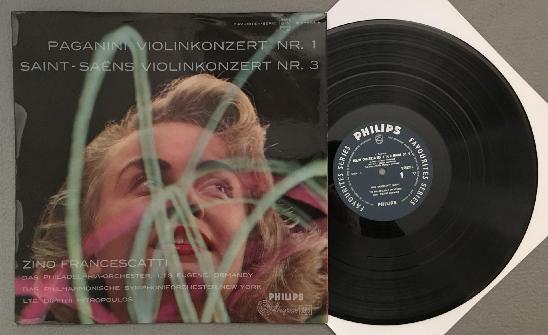 PAGANINI VIOLINKONZERT NR. 1
SAINT-SAËNS VIOLINKONZERT NR. 3
ZINO FRANCESCATTI
DAS PHILADELPHIA-ORCHESTER, LTG. EUGENE ORMANDY
DAS PHILHARMONISCHE SYMPHONIEORCHESTER NEW YORK
LTG. DIMITRI MITROPOULOS
PHILIPS
PHILIPS
FAVOURITES SERIES
FAVOURITES SERIES
1
PHILIPS